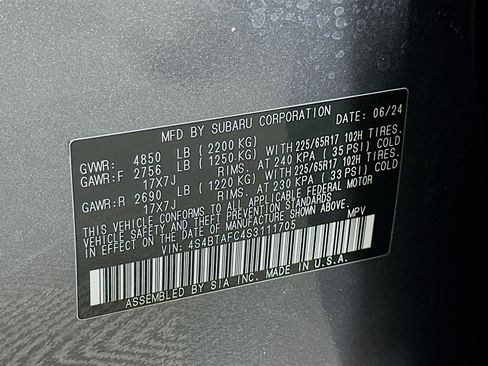 MFD BY SUBARU CORPORATION DATE: 06/24
GVWR: 4850 LB (2200 KG)
GAWR:F 2756 LB (1250 KG) WITH 225/65R17 102H TIRES.
17X7J RIMS. AT 240 KPA (35 PSI) COLD
GAWR:R 2690 LB (1220 KG) WITH 225/65R17 102H TIRES.
17X7J RIMS. AT 230 KPA (33 PSI) COLD
THIS VEHICLE CONFORMS TO ALL APPLICABLE FEDERAL MOTOR
VEHICLE SAFETY AND THEFT PREVENTION STANDARDS
IN EFFECT ON THE DATE OF MANUFACTURE SHOWN ABOVE.
VIN: 4S4BTAFC4S3111705 MPV
ASSEMBLED BY SIA INC. MADE IN U.S.A.